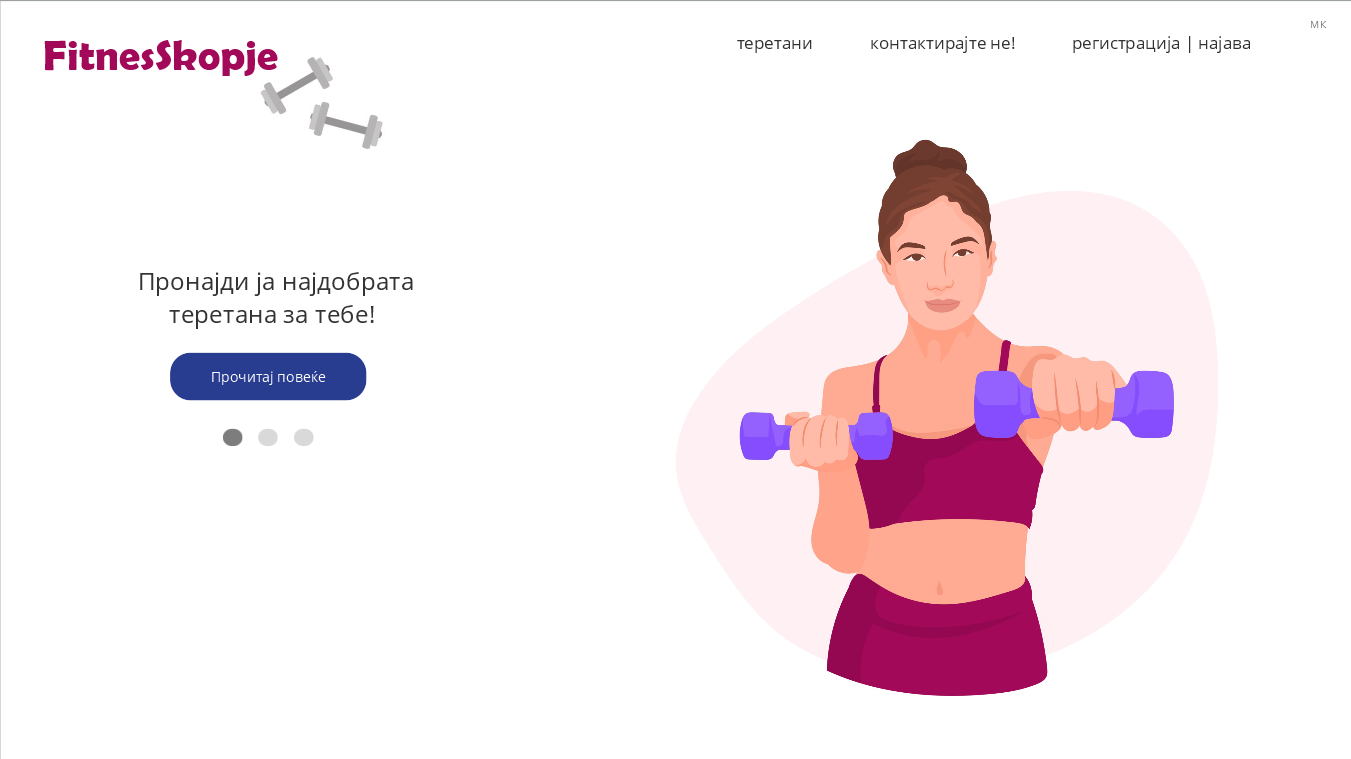 FitnesSkopje
мк
теретани
контактирајте не!
регистрација | најава
Пронајди ја најдобрата
теретана за тебе!
Прочитај повеќе